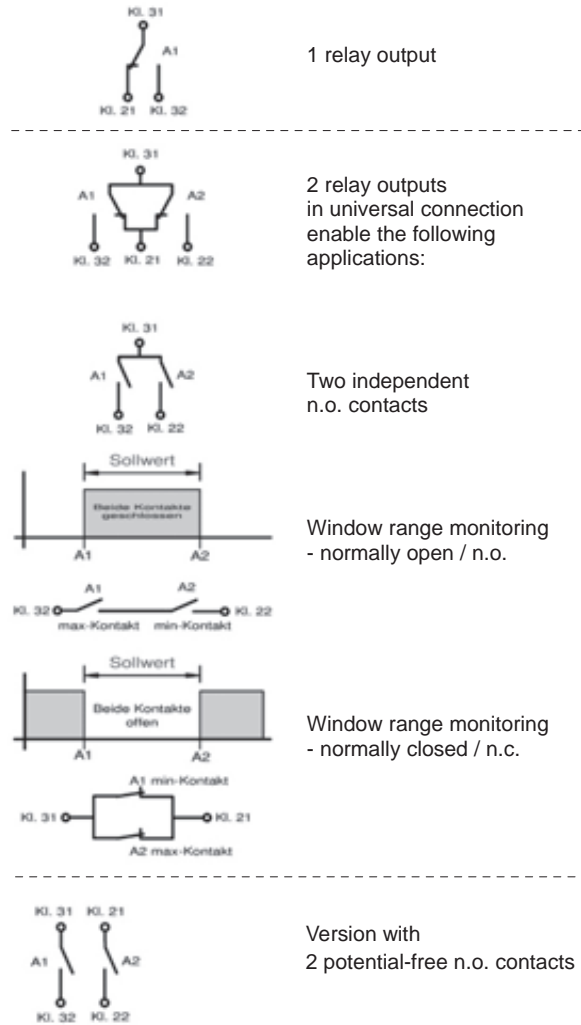 Kl. 31
A1
Kl. 21 Kl. 32
1 relay output
Kl. 31
A1 A2
Kl. 32 Kl. 21 Kl. 22
2 relay outputs
in universal connection
enable the following
applications:
Kl. 31
A1 A2
Kl. 32 Kl. 22
Two independent
n.o. contacts
Sollwert
Beide Kontakte
geschlossen
A1 A2
Window range monitoring
- normally open / n.o.
A1 A2
Kl. 32 Kl. 22
max-Kontakt min-Kontakt
Sollwert
Beide Kontakte
offen
A1 A2
Window range monitoring
- normally closed / n.c.
A1 min-Kontakt
Kl. 31 Kl. 21
A2 max-Kontakt
Kl. 31 Kl. 21
A1 A2
Kl. 32 Kl. 22
Version with
2 potential-free n.o. contacts